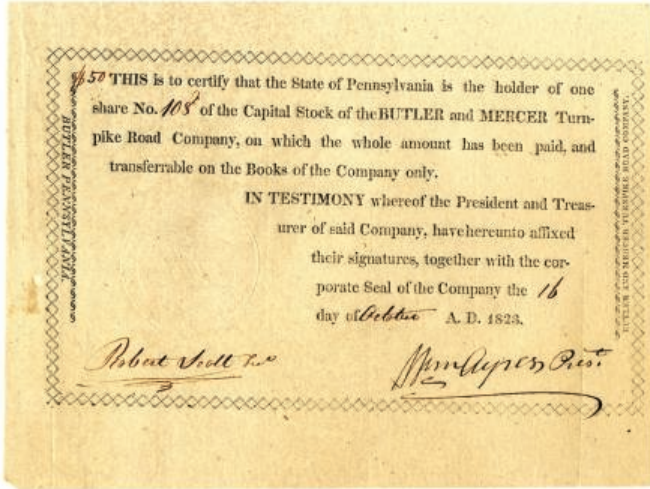 $50 THIS is to certify that the State of Pennsylvania is the holder of one
share No. 108 of the Capital Stock of the BUTLER and MERCER Turn-
pike Road Company, on which the whole amount has been paid, and
transferrable on the Books of the Company only.
IN TESTIMONY whereof the President and Treas-
urer of said Company, have hereunto affixed
their signatures, together with the cor-
porate Seal of the Company the 16
day of October A. D. 1823.
Robert Scott
Wm Ayres Prest.
BUTLER PENNSYLVANIA.
BUTLER AND MERCER TURNPIKE ROAD COMPANY.